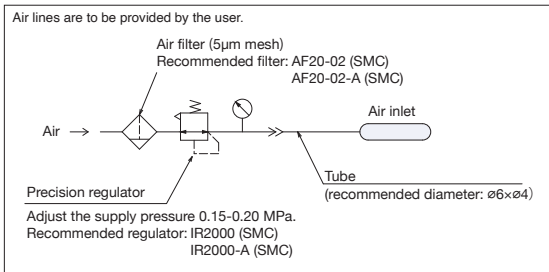 Air lines are to be provided by the user.
Air filter (5μm mesh)
Recommended filter: AF20-02 (SMC)
AF20-02-A (SMC)
Air inlet
Air
Tube
(recommended diameter: ø6×ø4)
Precision regulator
Adjust the supply pressure 0.15-0.20 MPa.
Recommended regulator: IR2000 (SMC)
IR2000-A (SMC)